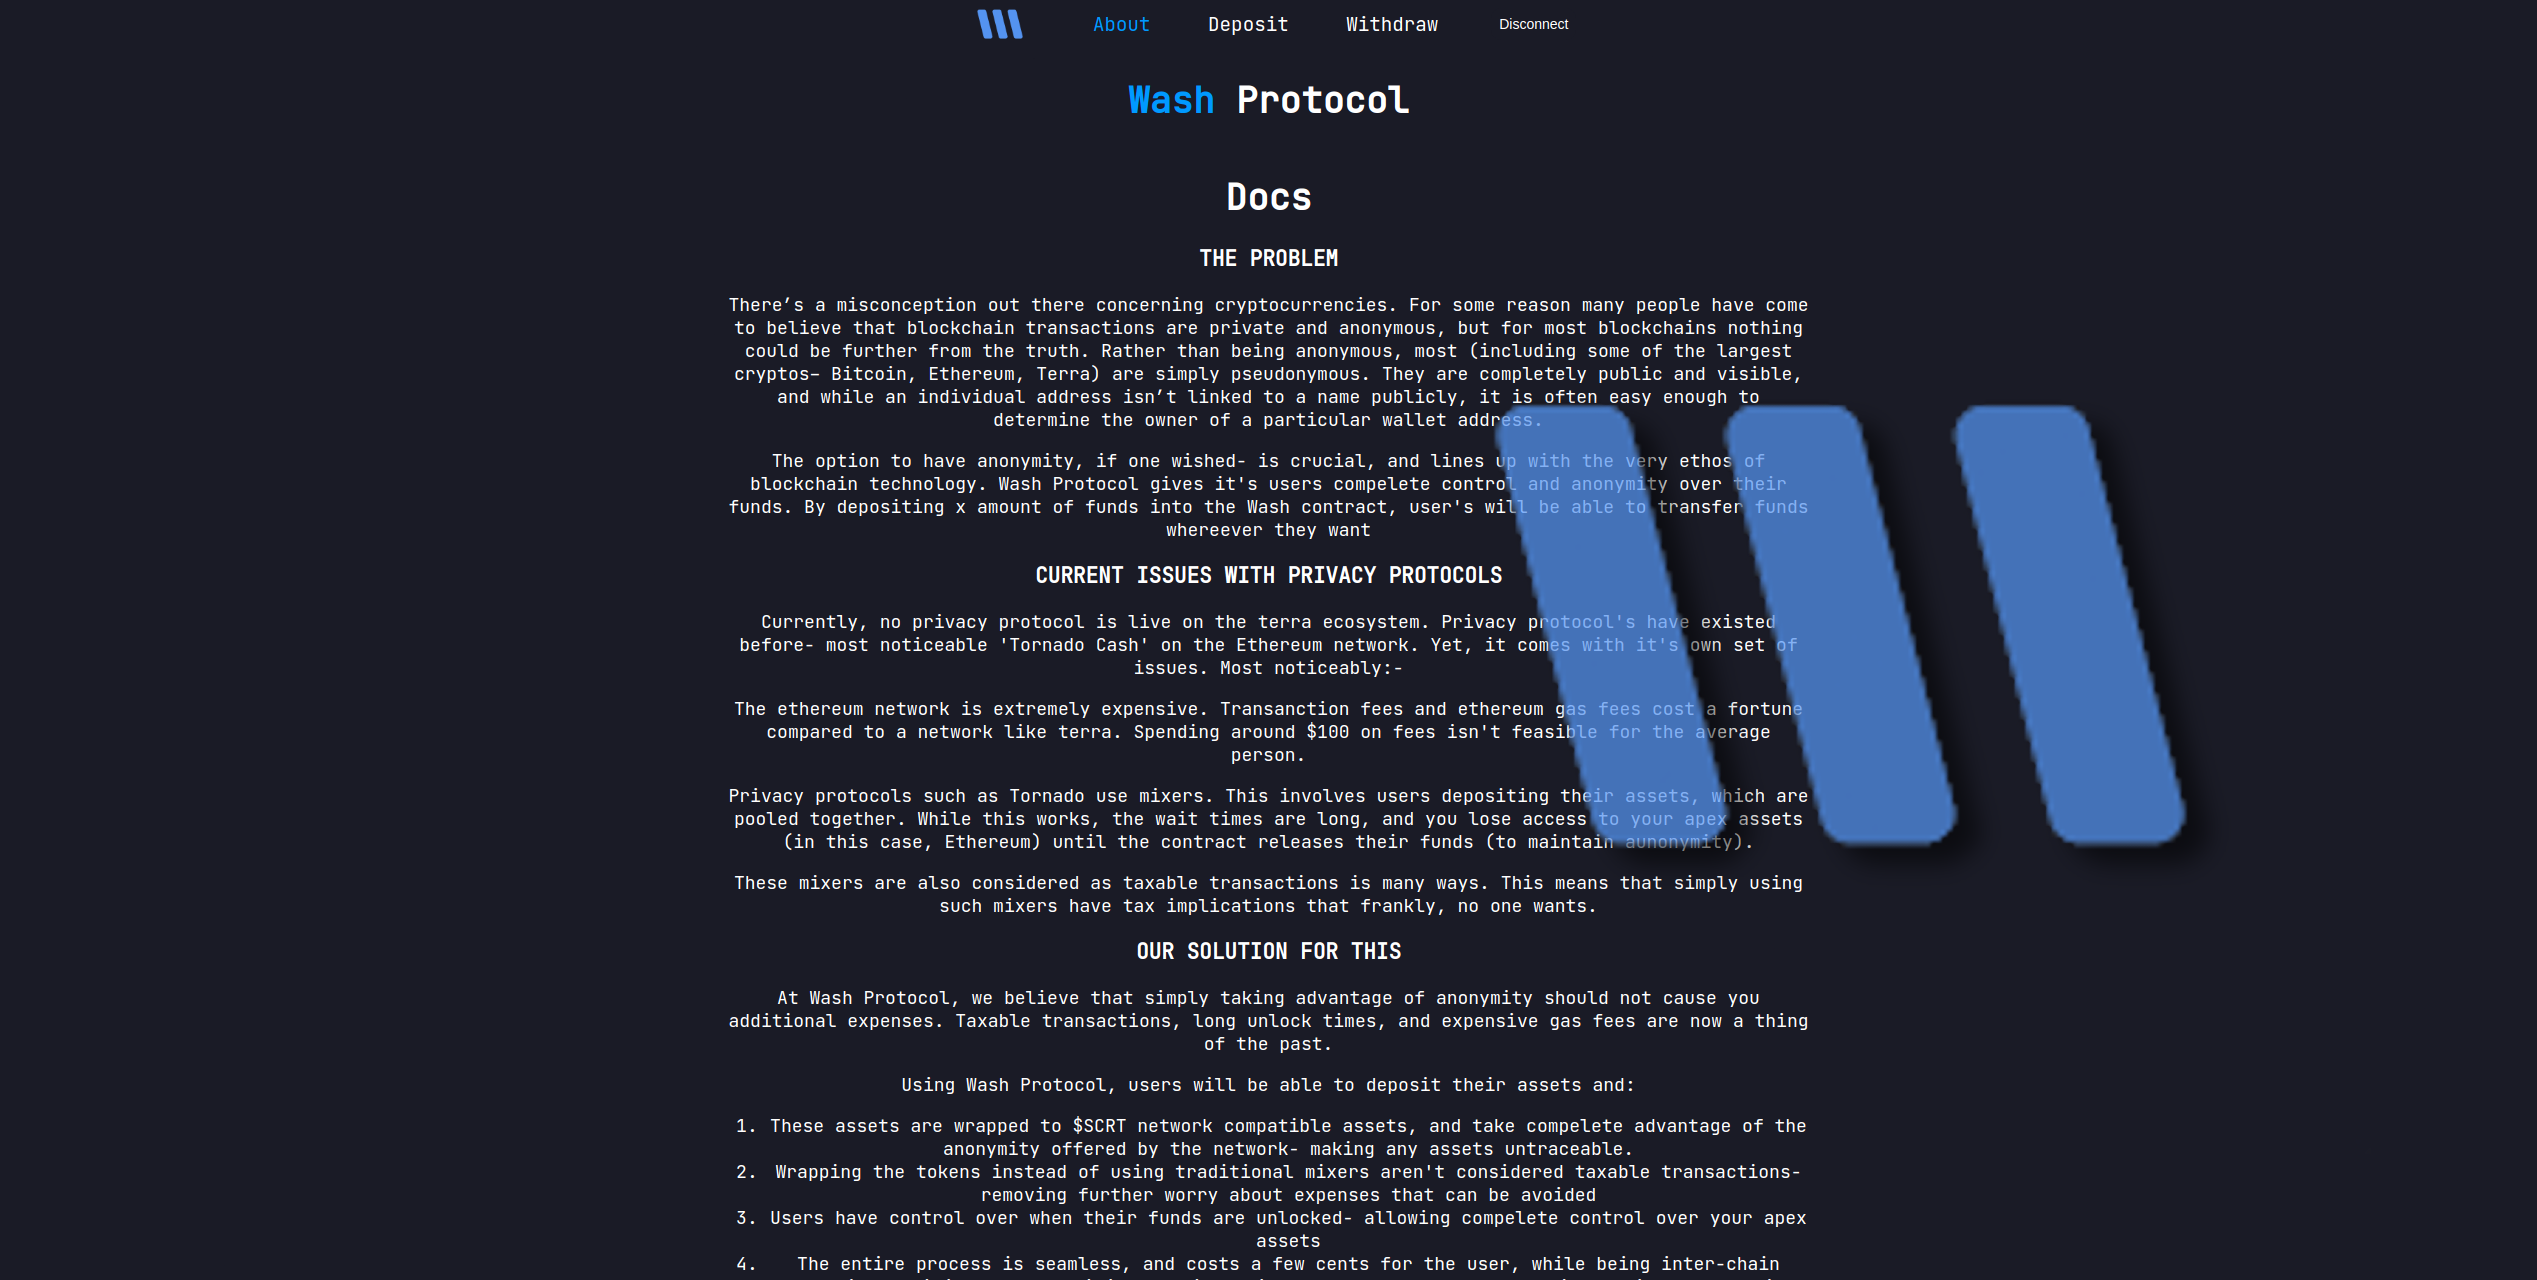 About Deposit Withdraw Disconnect
Wash Protocol
Docs
THE PROBLEM
There’s a misconception out there concerning cryptocurrencies. For some reason many people have come
to believe that blockchain transactions are private and anonymous, but for most blockchains nothing
could be further from the truth. Rather than being anonymous, most (including some of the largest
cryptos– Bitcoin, Ethereum, Terra) are simply pseudonymous. They are completely public and visible,
and while an individual address isn’t linked to a name publicly, it is often easy enough to
determine the owner of a particular wallet address.
The option to have anonymity, if one wished- is crucial, and lines up with the very ethos of
blockchain technology. Wash Protocol gives it's users compelete control and anonymity over their
funds. By depositing x amount of funds into the Wash contract, user's will be able to transfer funds
whereever they want
CURRENT ISSUES WITH PRIVACY PROTOCOLS
Currently, no privacy protocol is live on the terra ecosystem. Privacy protocol's have existed
before- most noticeable 'Tornado Cash' on the Ethereum network. Yet, it comes with it's own set of
issues. Most noticeably:-
The ethereum network is extremely expensive. Transanction fees and ethereum gas fees cost a fortune
compared to a network like terra. Spending around $100 on fees isn't feasible for the average
person.
Privacy protocols such as Tornado use mixers. This involves users depositing their assets, which are
pooled together. While this works, the wait times are long, and you lose access to your apex assets
(in this case, Ethereum) until the contract releases their funds (to maintain aunonymity).
These mixers are also considered as taxable transactions is many ways. This means that simply using
such mixers have tax implications that frankly, no one wants.
OUR SOLUTION FOR THIS
At Wash Protocol, we believe that simply taking advantage of anonymity should not cause you
additional expenses. Taxable transactions, long unlock times, and expensive gas fees are now a thing
of the past.
Using Wash Protocol, users will be able to deposit their assets and:
1. These assets are wrapped to $SCRT network compatible assets, and take compelete advantage of the
anonymity offered by the network- making any assets untraceable.
2. Wrapping the tokens instead of using traditional mixers aren't considered taxable transactions-
removing further worry about expenses that can be avoided
3. Users have control over when their funds are unlocked- allowing compelete control over your apex
assets
4. The entire process is seamless, and costs a few cents for the user, while being inter-chain